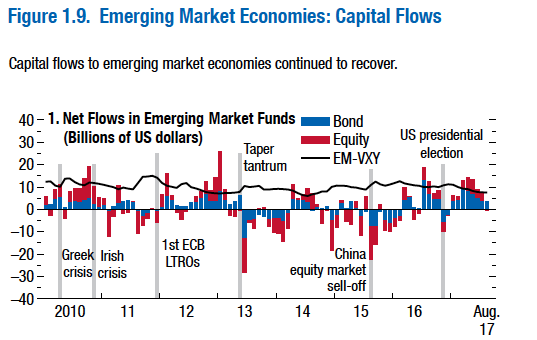 Figure 1.9. Emerging Market Economies: Capital Flows
Capital flows to emerging market economies continued to recover.
40
1. Net Flows in Emerging Market Funds
(Billions of US dollars)
Bond
Equity
EM-VXY
30
20
10
0
–10
–20
–30
–40
Taper
tantrum
US presidential
election
Greek
crisis
Irish
crisis
1st ECB
LTROs
China
equity market
sell-off
2010
11
12
13
14
15
16
Aug.
17